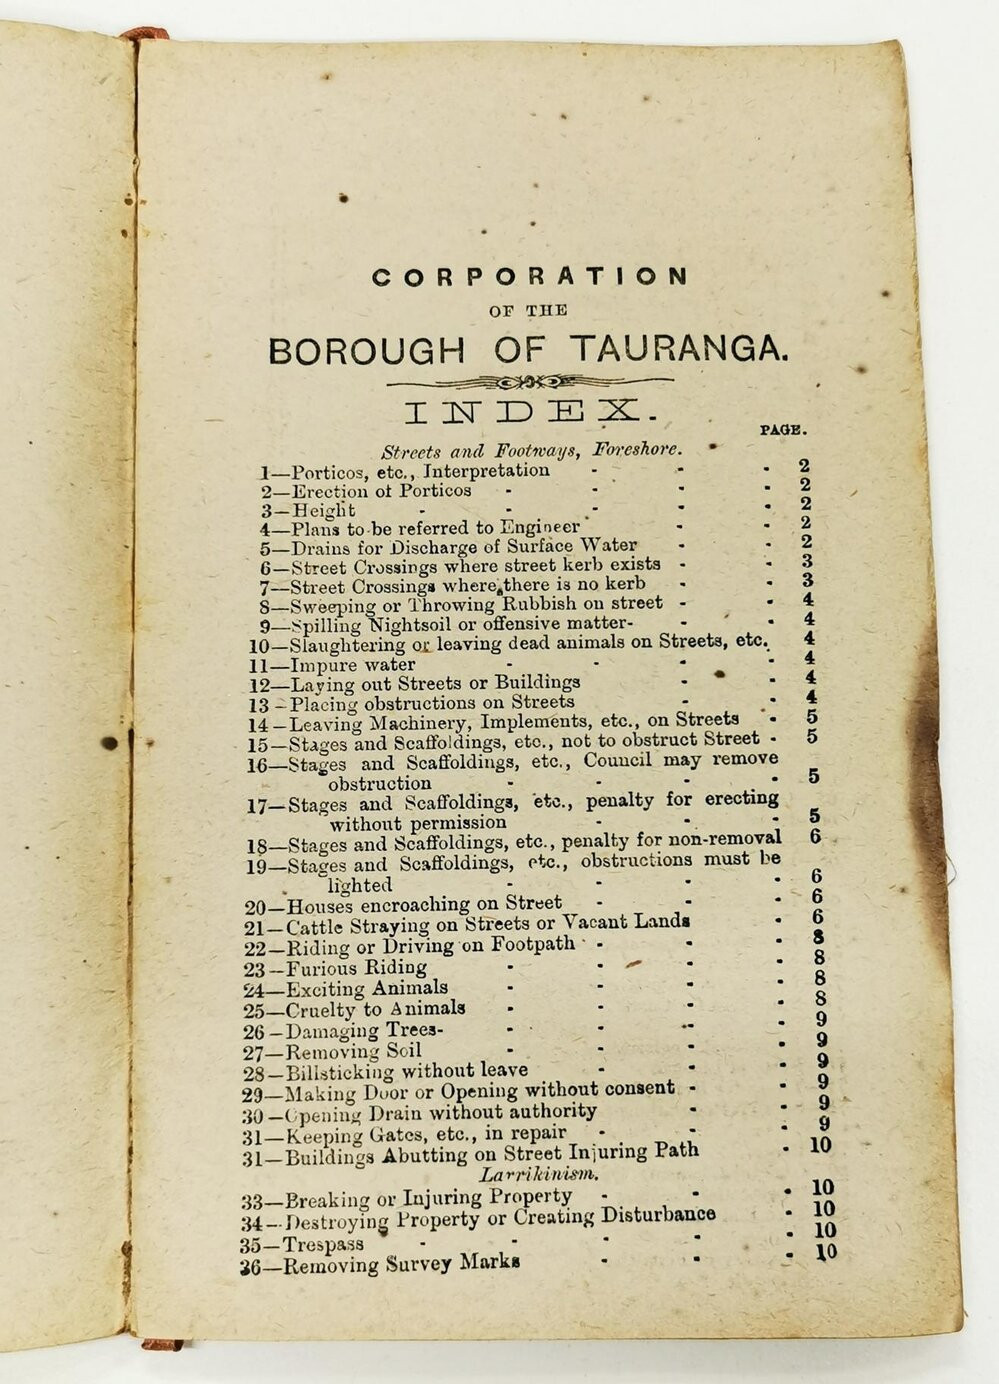 CORPORATION
OF THE
BOROUGH OF TAURANGA.
INDEX.
PAGE.
Streets and Footways, Foreshore.
1—Porticos, etc., Interpretation - - - 2
2—Erection of Porticos - - - - 2
3—Height - - - - - 2
4—Plans to be referred to Engineer - - - 2
5—Drains for Discharge of Surface Water - - 2
6—Street Crossings where street kerb exists - - 3
7—Street Crossings where there is no kerb - - 3
8—Sweeping or Throwing Rubbish on street - - 4
9—Spilling Nightsoil or offensive matter- - - 4
10—Slaughtering or leaving dead animals on Streets, etc. 4
11—Impure water - - - - 4
12—Laying out Streets or Buildings - - 4
13—Placing obstructions on Streets - - 4
14—Leaving Machinery, Implements, etc., on Streets - 5
15—Stages and Scaffoldings, etc., not to obstruct Street - 5
16—Stages and Scaffoldings, etc., Council may remove
obstruction - - - - 5
17—Stages and Scaffoldings, etc., penalty for erecting
without permission - - - 5
18—Stages and Scaffoldings, etc., penalty for non-removal 6
19—Stages and Scaffoldings, etc., obstructions must be
lighted - - - - 6
20—Houses encroaching on Street - - - 6
21—Cattle Straying on Streets or Vacant Lands - 6
22—Riding or Driving on Footpath - - - 8
23—Furious Riding - - - - 8
24—Exciting Animals - - - - 8
25—Cruelty to Animals - - - - 8
26—Damaging Trees- - - - - 9
27—Removing Soil - - - - 9
28—Billsticking without leave - - - 9
29—Making Door or Opening without consent - - 9
30—Opening Drain without authority - - 9
31—Keeping Gates, etc., in repair - - - 9
31—Buildings Abutting on Street Injuring Path - 10
Larrikinism.
33—Breaking or Injuring Property - - - 10
34—Destroying Property or Creating Disturbance - 10
35—Trespass - - - - - 10
36—Removing Survey Marks - - - 10